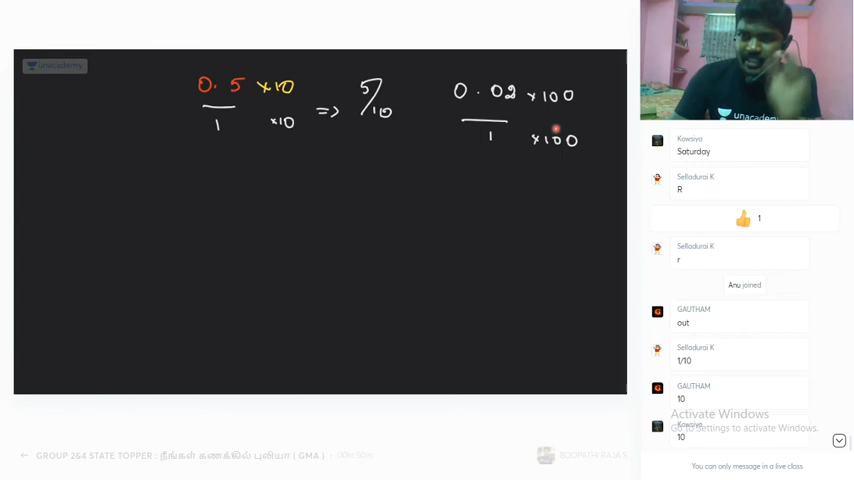 unacademy
0.5 ×10
1 ×10
=> 5/10
0.02 ×100
1 ×100
unacademy
Kowsiya
Saturday
Selladurai K
R
👍 1
Selladurai K
r
Anu joined
GAUTHAM
out
Selladurai K
1/10
GAUTHAM
10
Kowsiya
10
Activate Windows
Go to Settings to activate Windows.
You can only message in a live class
← GROUP 2&4 STATE TOPPER : நீங்கள் கணக்கில் புலியா ( GMA )
BOOPATHI RAJA S